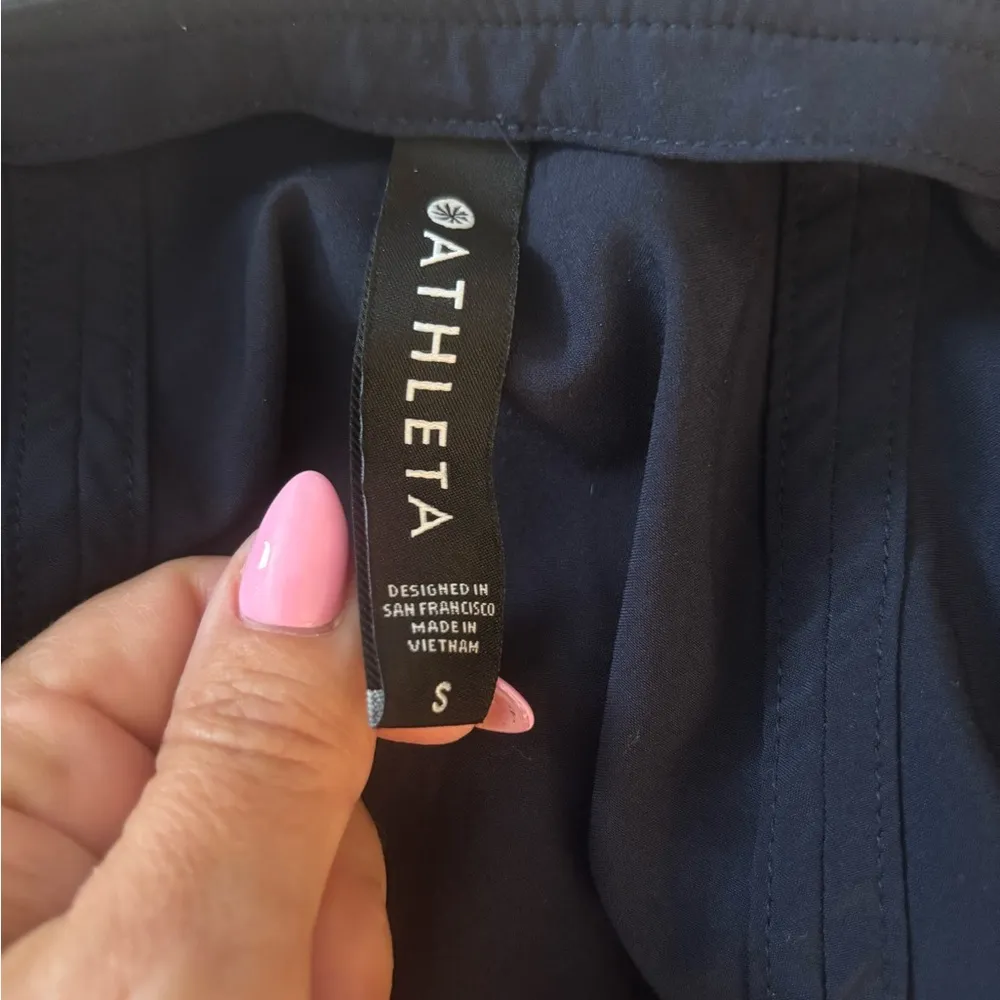 ATHLETA
DESIGNED IN
SAN FRANCISCO
MADE IN
VIETNAM
S